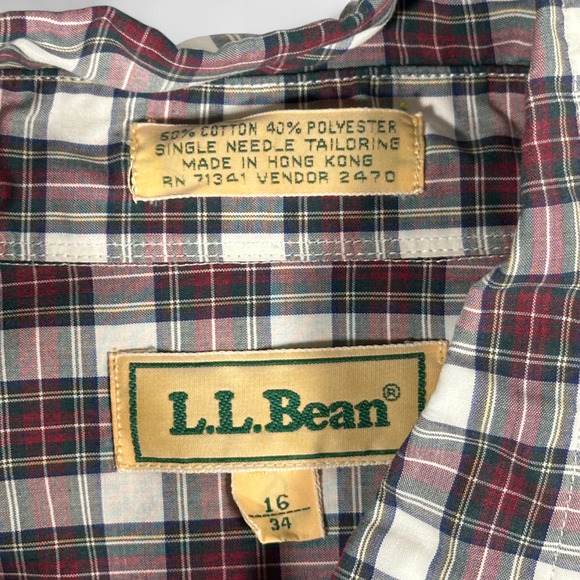 60% COTTON 40% POLYESTER
SINGLE NEEDLE TAILORING
MADE IN HONG KONG
RN 71341 VENDOR 2470
L.L.Bean®
16
34